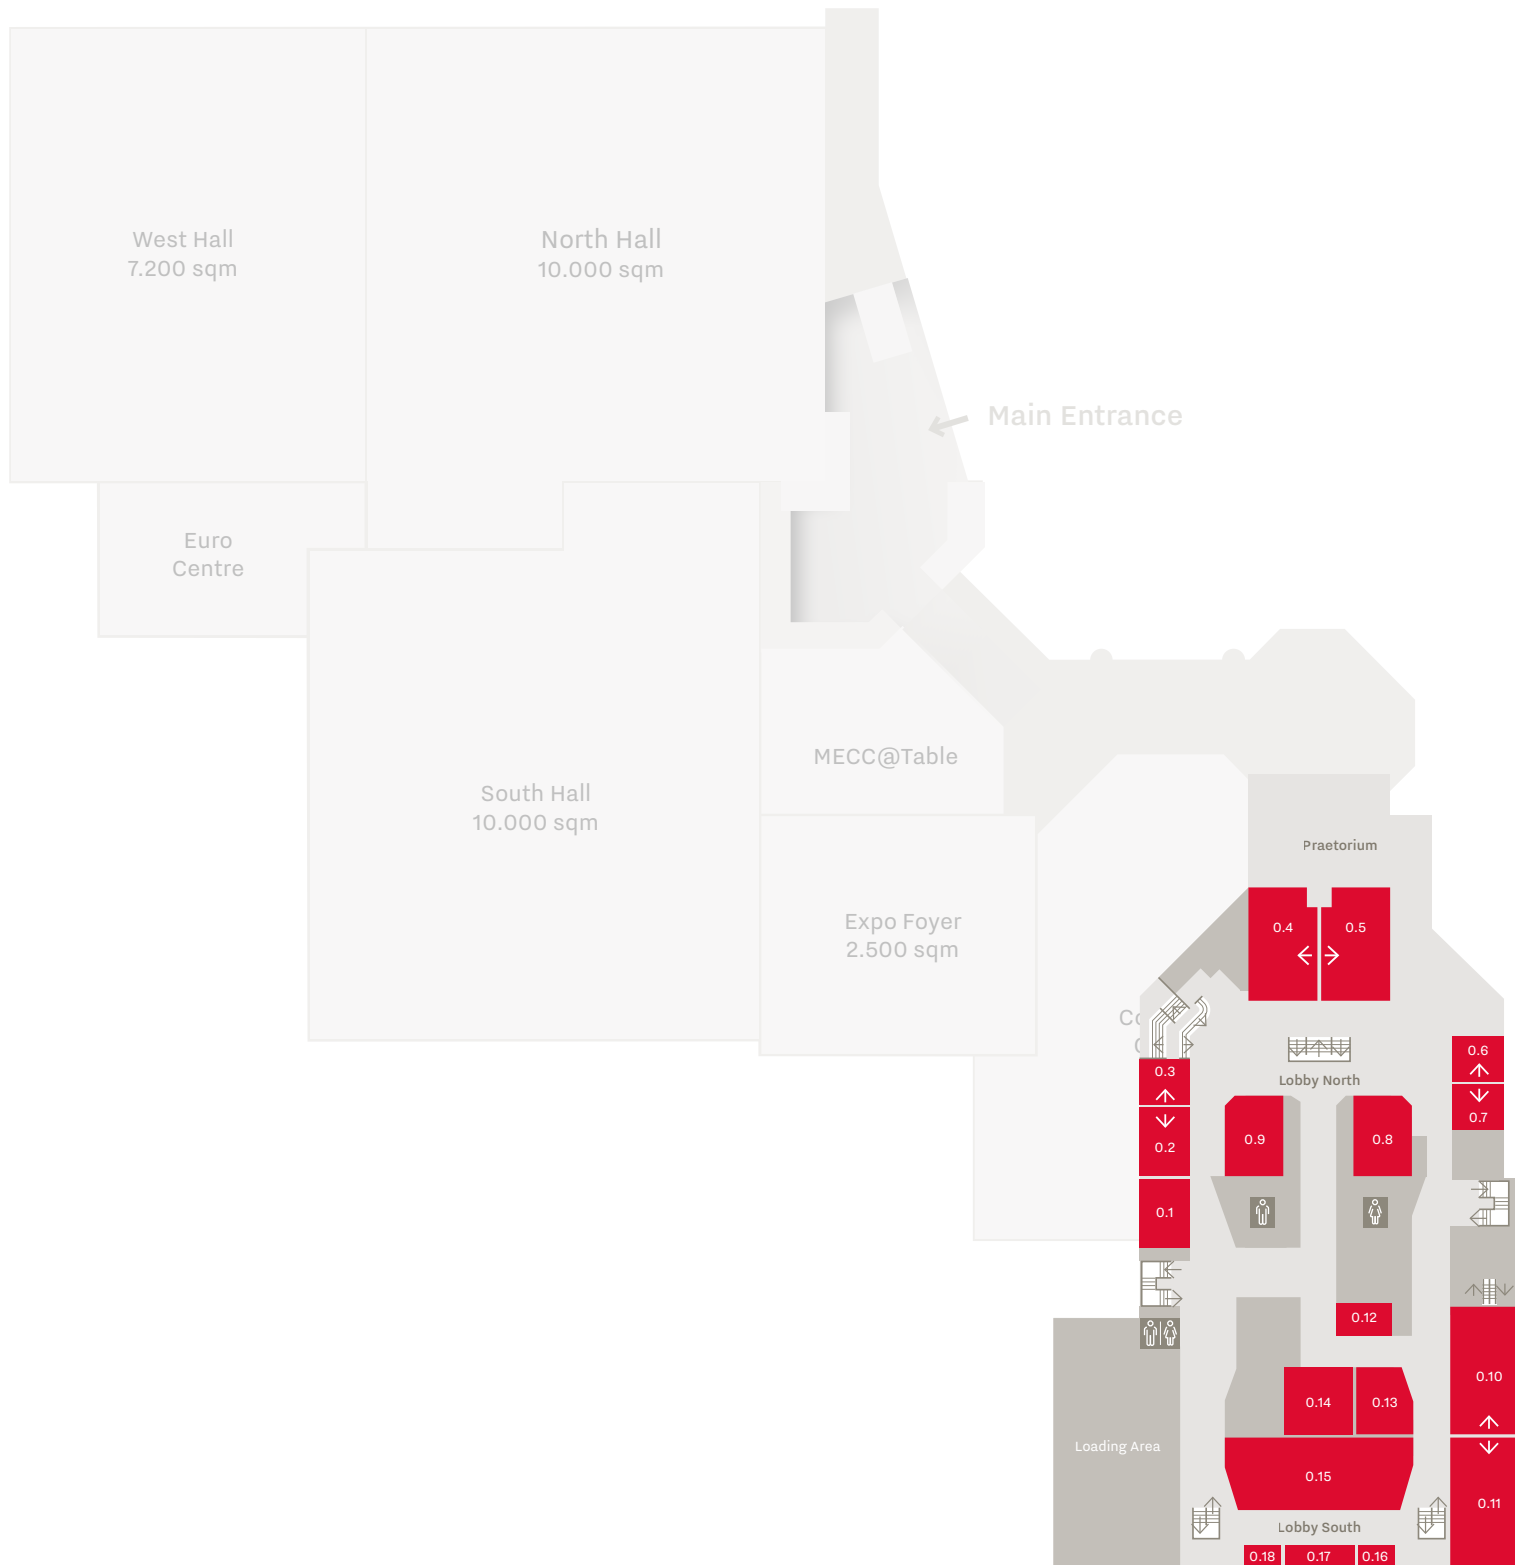 West Hall
7.200 sqm
North Hall
10.000 sqm
Main Entrance
Euro
Centre
MECC@Table
South Hall
10.000 sqm
Praetorium
Expo Foyer
2.500 sqm
0.4
0.5
0.6
0.3
Lobby North
0.7
0.9
0.8
0.2
0.1
0.12
0.10
0.14
0.13
Loading Area
0.15
0.11
Lobby South
0.18
0.17
0.16